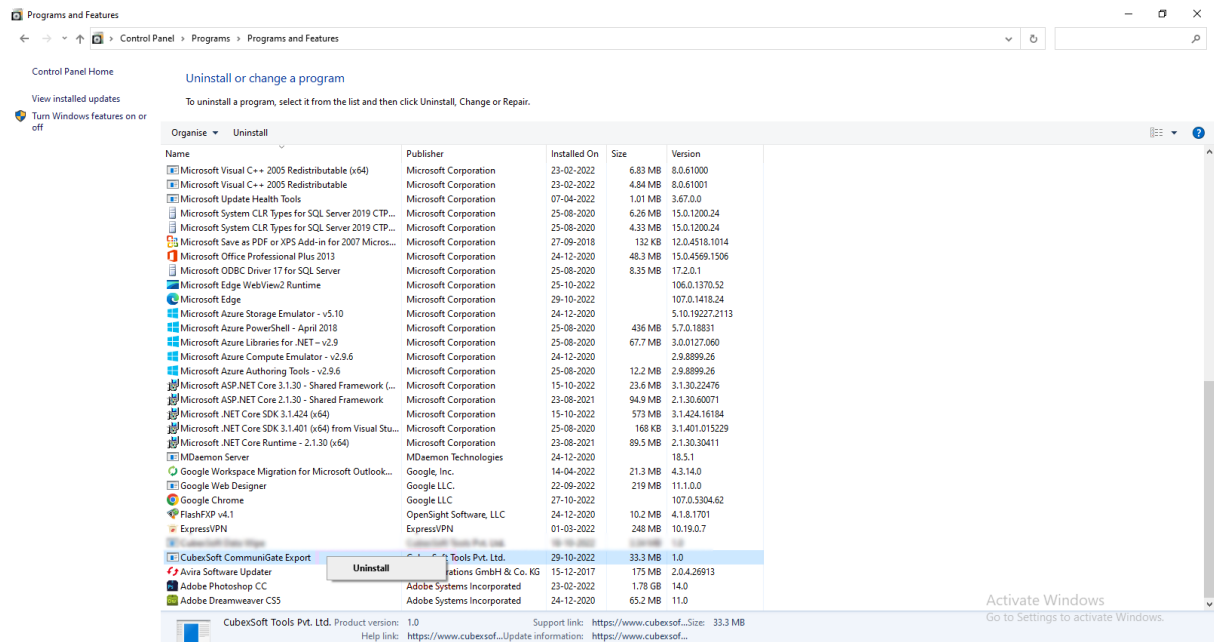 Programs and Features
Control Panel > Programs > Programs and Features
Control Panel Home
View installed updates
Turn Windows features on or
off
Uninstall or change a program
To uninstall a program, select it from the list and then click Uninstall, Change or Repair.
Organise Uninstall
Name Publisher Installed On Size Version
Microsoft Visual C++ 2005 Redistributable (x64) Microsoft Corporation 23-02-2022 6.83 MB 8.0.61000
Microsoft Visual C++ 2005 Redistributable Microsoft Corporation 23-02-2022 4.84 MB 8.0.61001
Microsoft Update Health Tools Microsoft Corporation 07-04-2022 1.01 MB 3.67.0.0
Microsoft System CLR Types for SQL Server 2019 CTP... Microsoft Corporation 25-08-2020 6.26 MB 15.0.1200.24
Microsoft System CLR Types for SQL Server 2019 CTP... Microsoft Corporation 25-08-2020 4.33 MB 15.0.1200.24
Microsoft Save as PDF or XPS Add-in for 2007 Micros... Microsoft Corporation 27-09-2018 132 KB 12.0.4518.1014
Microsoft Office Professional Plus 2013 Microsoft Corporation 24-12-2020 48.3 MB 15.0.4569.1506
Microsoft ODBC Driver 17 for SQL Server Microsoft Corporation 25-08-2020 8.35 MB 17.2.0.1
Microsoft Edge WebView2 Runtime Microsoft Corporation 25-10-2022 106.0.1370.52
Microsoft Edge Microsoft Corporation 29-10-2022 107.0.1418.24
Microsoft Azure Storage Emulator - v5.10 Microsoft Corporation 24-12-2020 5.10.19227.2113
Microsoft Azure PowerShell - April 2018 Microsoft Corporation 25-08-2020 436 MB 5.7.0.18831
Microsoft Azure Libraries for .NET – v2.9 Microsoft Corporation 25-08-2020 67.7 MB 3.0.0127.060
Microsoft Azure Compute Emulator - v2.9.6 Microsoft Corporation 24-12-2020 2.9.8899.26
Microsoft Azure Authoring Tools - v2.9.6 Microsoft Corporation 25-08-2020 12.2 MB 2.9.8899.26
Microsoft ASP.NET Core 3.1.30 - Shared Framework (... Microsoft Corporation 15-10-2022 23.6 MB 3.1.30.22476
Microsoft ASP.NET Core 2.1.30 - Shared Framework Microsoft Corporation 23-08-2021 94.9 MB 2.1.30.60071
Microsoft .NET Core SDK 3.1.424 (x64) Microsoft Corporation 15-10-2022 573 MB 3.1.424.16184
Microsoft .NET Core SDK 3.1.401 (x64) from Visual Stu... Microsoft Corporation 25-08-2020 168 KB 3.1.401.015229
Microsoft .NET Core Runtime - 2.1.30 (x64) Microsoft Corporation 23-08-2021 89.5 MB 2.1.30.30411
MDaemon Server MDaemon Technologies 24-12-2020 18.5.1
Google Workspace Migration for Microsoft Outlook... Google, Inc. 14-04-2022 21.3 MB 4.3.14.0
Google Web Designer Google LLC. 22-09-2022 219 MB 11.1.0.0
Google Chrome Google LLC 27-10-2022 107.0.5304.62
FlashFXP v4.1 OpenSight Software, LLC 24-12-2020 10.2 MB 4.1.8.1701
ExpressVPN ExpressVPN 01-03-2022 248 MB 10.19.0.7
CubexSoft CommuniGate Export Tools Pvt. Ltd. 29-10-2022 33.3 MB 1.0
Uninstall
Avira Software Updater rations GmbH & Co. KG 15-12-2017 175 MB 2.0.4.26913
Adobe Photoshop CC Adobe Systems Incorporated 23-02-2022 1.78 GB 14.0
Adobe Dreamweaver CS5 Adobe Systems Incorporated 24-12-2020 65.2 MB 11.0
Activate Windows
Go to Settings to activate Windows.
CubexSoft Tools Pvt. Ltd. Product version: 1.0 Support link: https://www.cubexsof... Size: 33.3 MB
Help link: https://www.cubexsof... Update information: https://www.cubexsof...